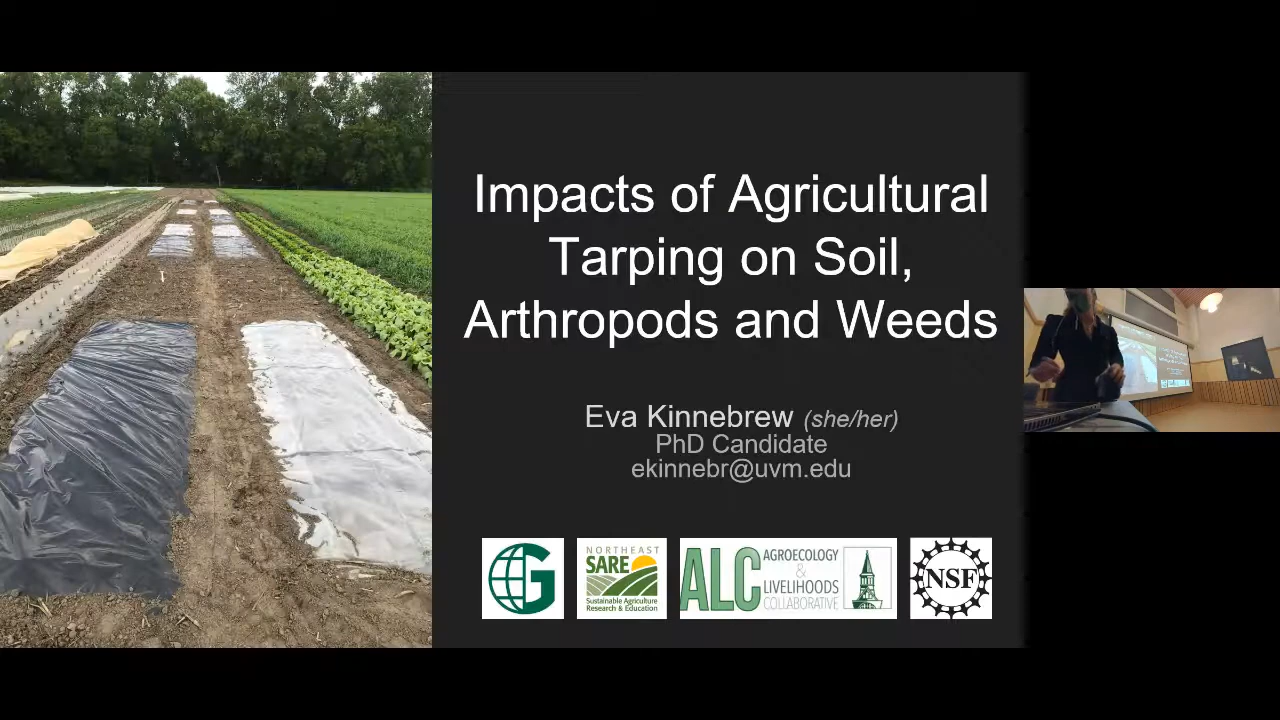 Impacts of Agricultural
Tarping on Soil,
Arthropods and Weeds
Eva Kinnebrew (she/her)
PhD Candidate
ekinnebr@uvm.edu
G
NORTHEAST
SARE
Sustainable Agriculture
Research & Education
ALC
AGROECOLOGY
&
LIVELIHOODS
COLLABORATIVE
NSF